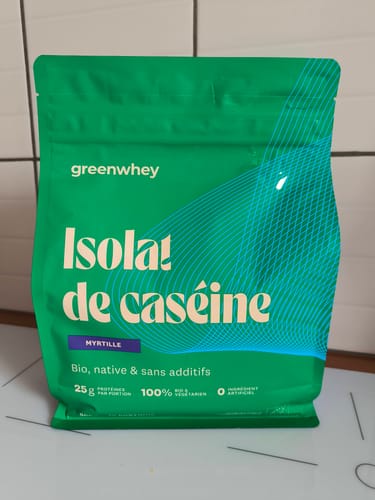 greenwhey
Isolat
de caséine
MYRTILLE
Bio, native & sans additifs
25g PROTÉINES PAR PORTION 100% BIO & VÉGÉTARIEN 0 INGRÉDIENT ARTIFICIEL